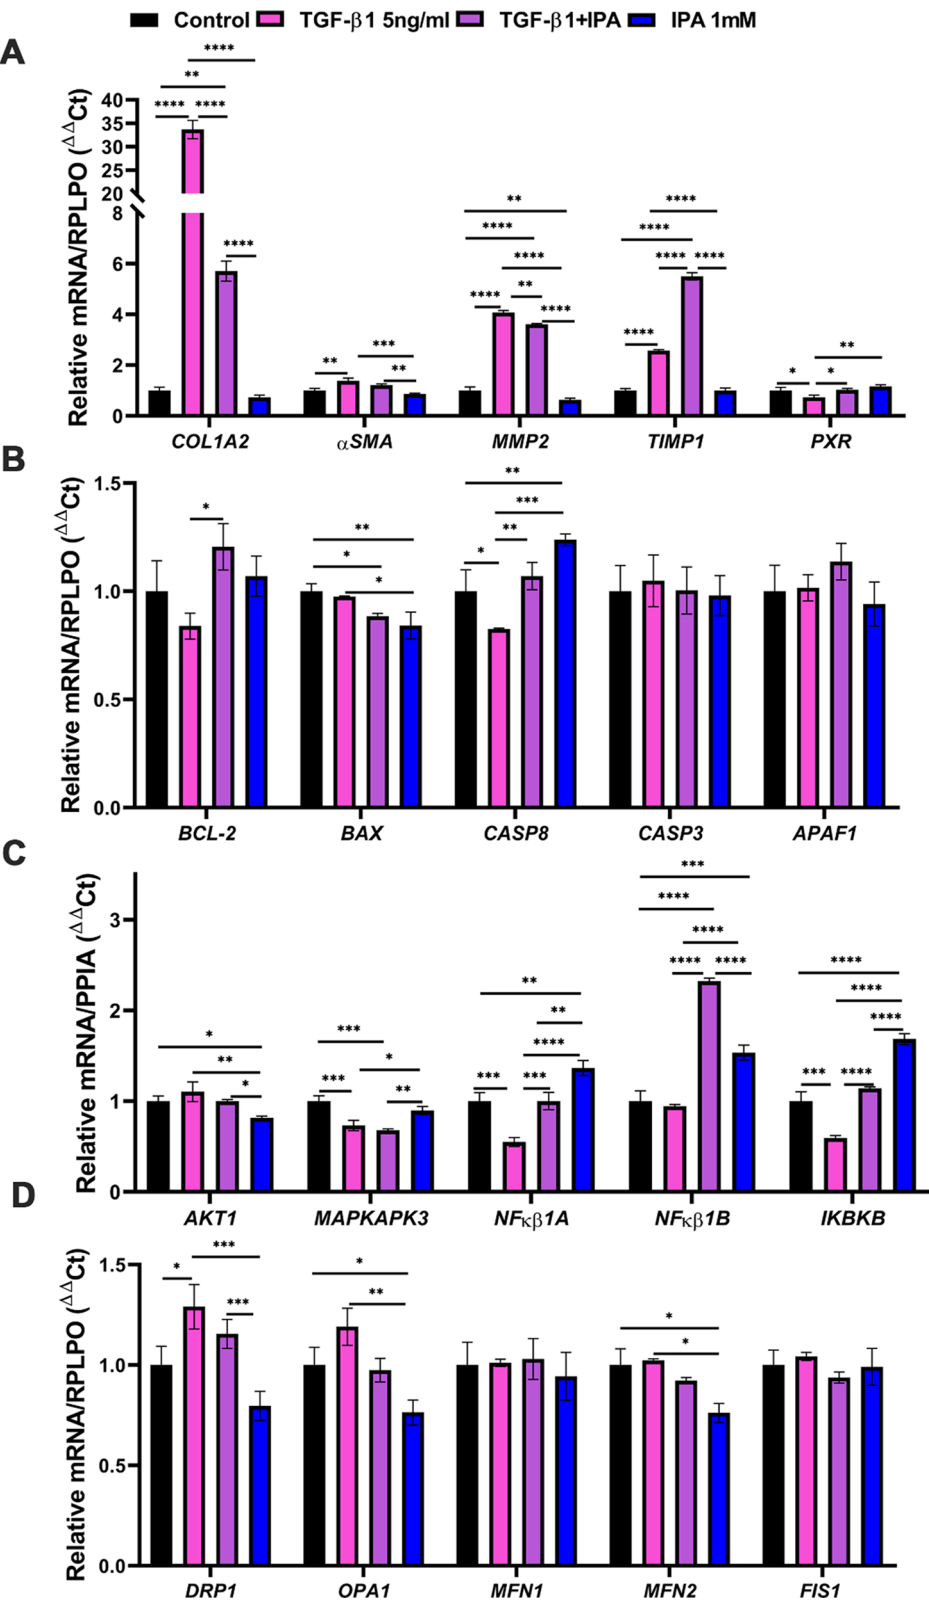 Control TGF-β1 5ng/ml TGF-β1+IPA IPA 1mM
A
Relative mRNA/RPLPO (ΔΔCt)
40
35
30
25
20
8
6
4
2
0
**** ** **** **** ****
** *** **
** **** **** **** ** ****
**** **** **** **** ****
* * **
COL1A2 αSMA MMP2 TIMP1 PXR
B
Relative mRNA/RPLPO (ΔΔCt)
1.5
1.0
0.5
0.0
*
** * *
** *** ** *
BCL-2 BAX CASP8 CASP3 APAF1
C
Relative mRNA/PPIA (ΔΔCt)
3
2
1
0
* ** *
*** * *** **
** ** **** *** ***
*** **** **** **** ****
**** **** **** *** ****
AKT1 MAPKAPK3 NFκβ1A NFκβ1B IKBKB
D
Relative mRNA/RPLPO (ΔΔCt)
1.5
1.0
0.5
0.0
*** * ***
* **
* *
DRP1 OPA1 MFN1 MFN2 FIS1